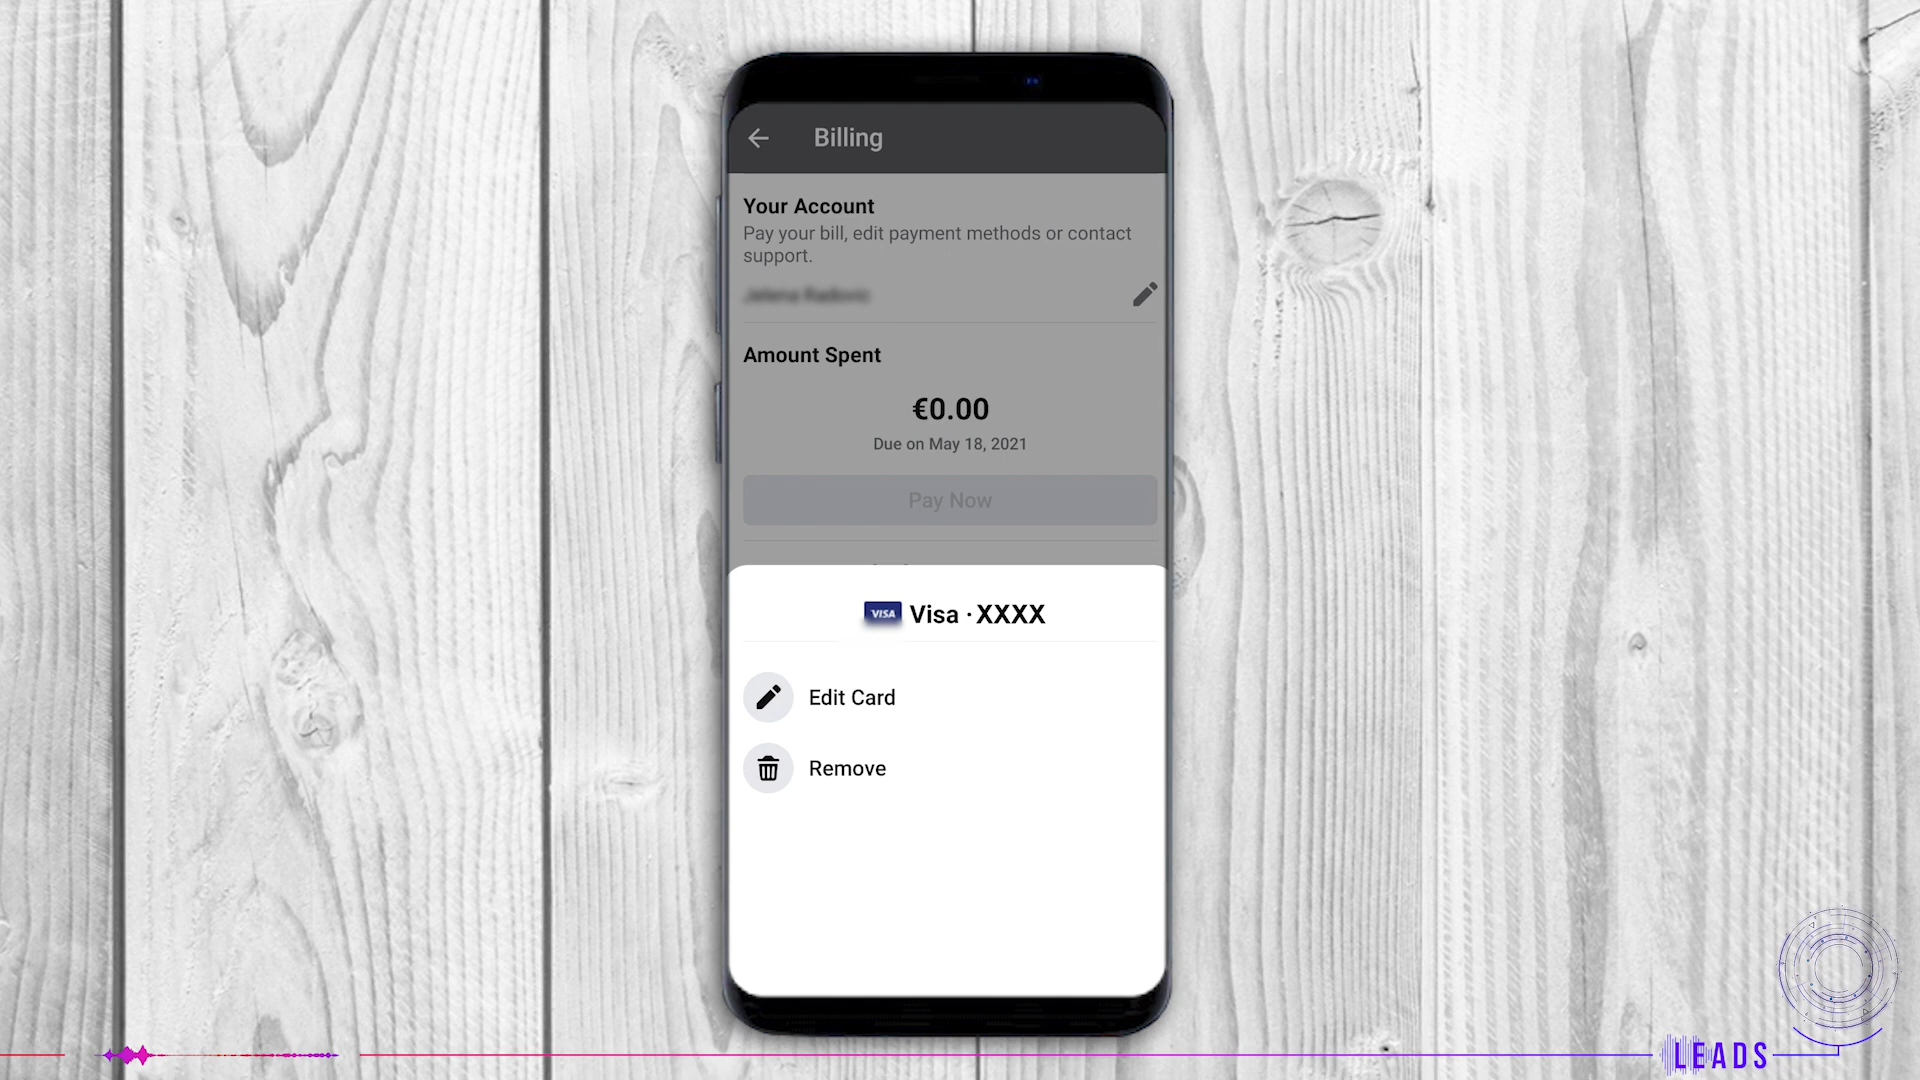 Billing
Your Account
Pay your bill, edit payment methods or contact
support.
Amount Spent
€0.00
Due on May 18, 2021
Pay Now
VISA Visa · XXXX
Edit Card
Remove
LEADS